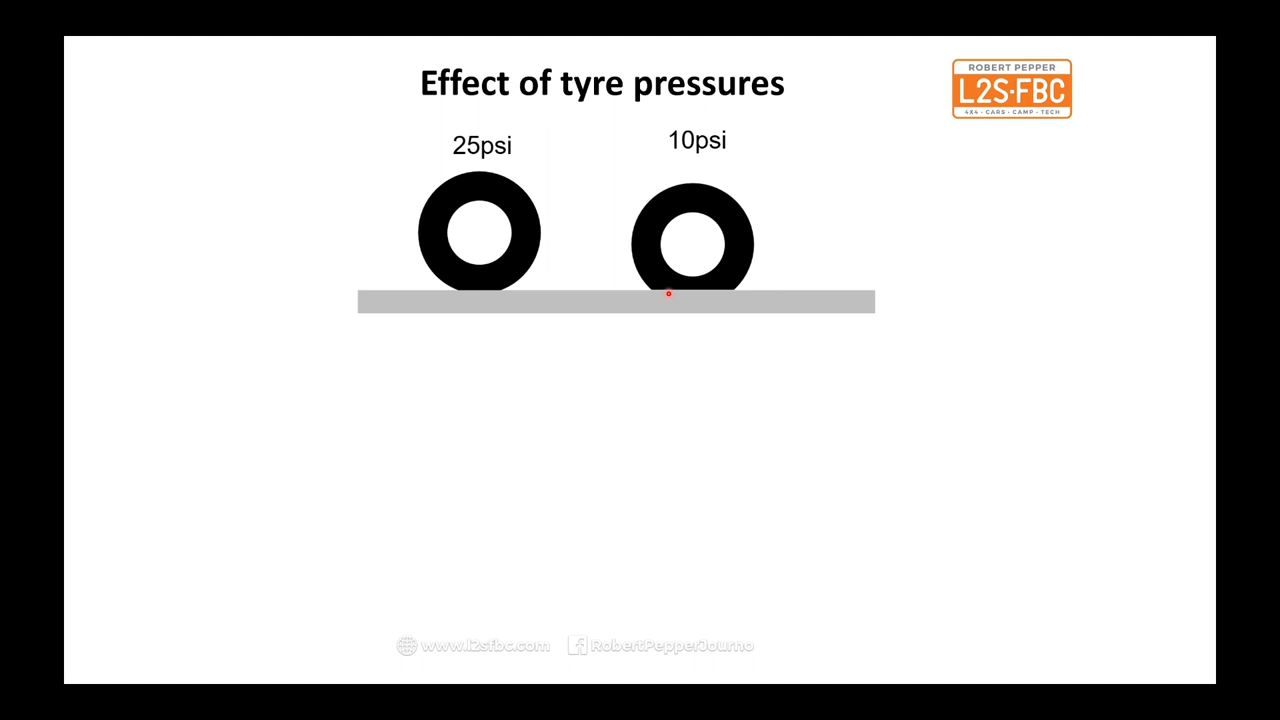 Effect of tyre pressures
ROBERT PEPPER
L2S·FBC
4X4 • CARS • CAMP • TECH
25psi
10psi
www.l2sfbc.com
RobertPepperJourno